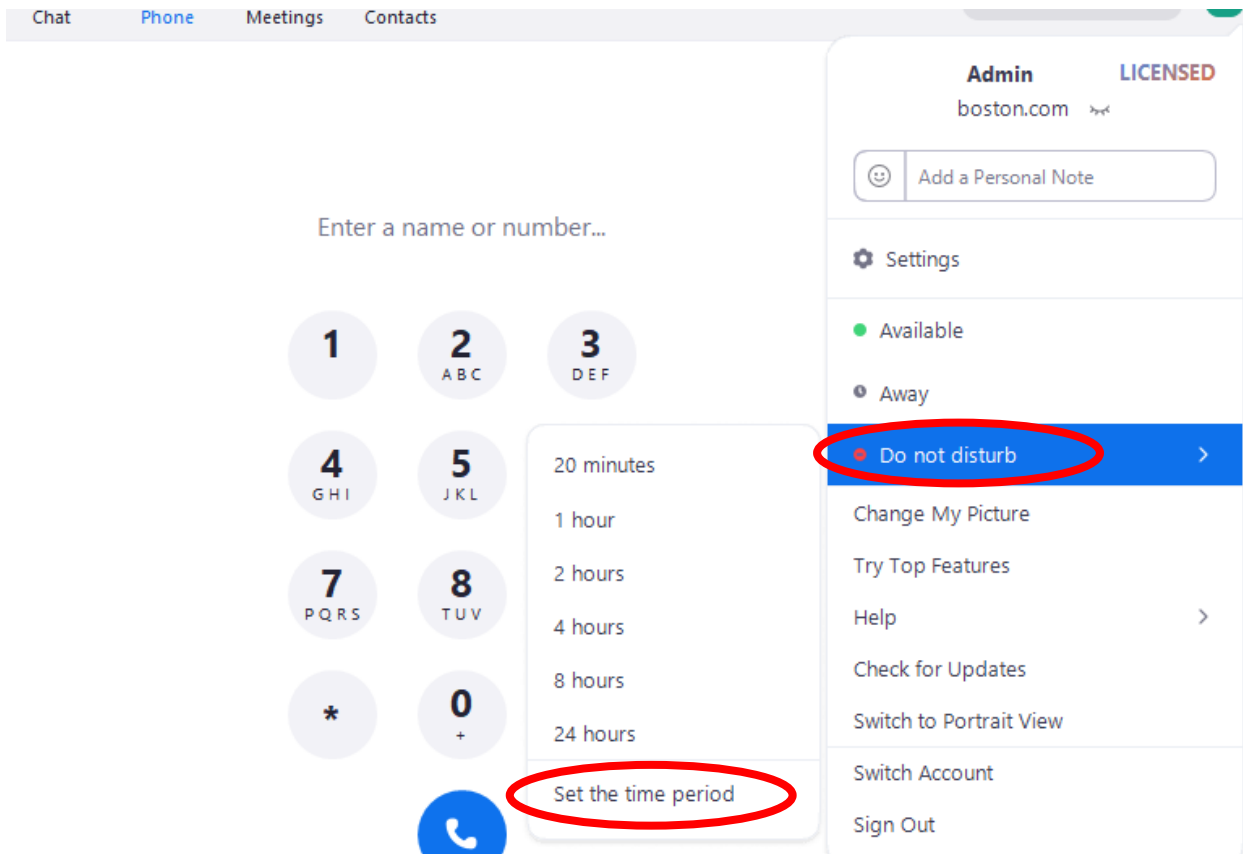 Chat Phone Meetings Contacts
Admin LICENSED
boston.com
Add a Personal Note
Enter a name or number...
Settings
Available
Away
Do not disturb
Change My Picture
Try Top Features
Help
Check for Updates
Switch to Portrait View
Switch Account
Sign Out
1 2 3
ABC DEF
4 5
GHI JKL
7 8
PQRS TUV
* 0
+
20 minutes
1 hour
2 hours
4 hours
8 hours
24 hours
Set the time period